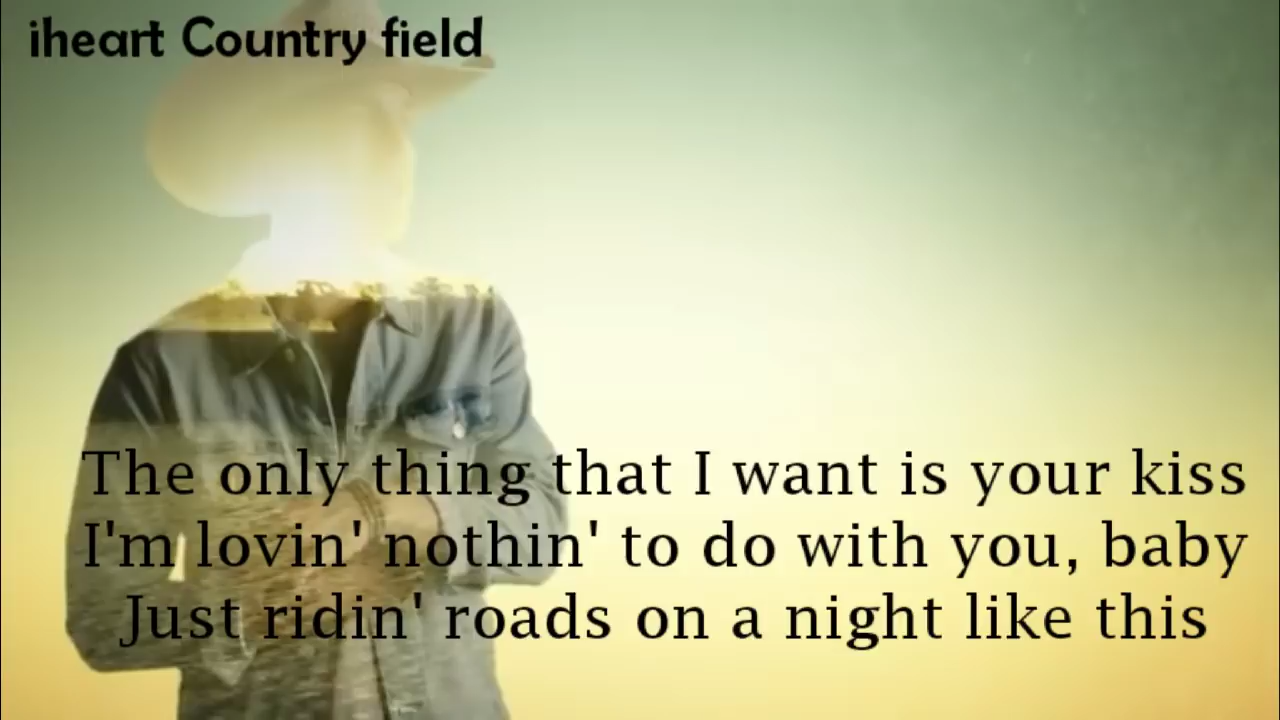 iheart Country field
The only thing that I want is your kiss
I'm lovin' nothin' to do with you, baby
Just ridin' roads on a night like this